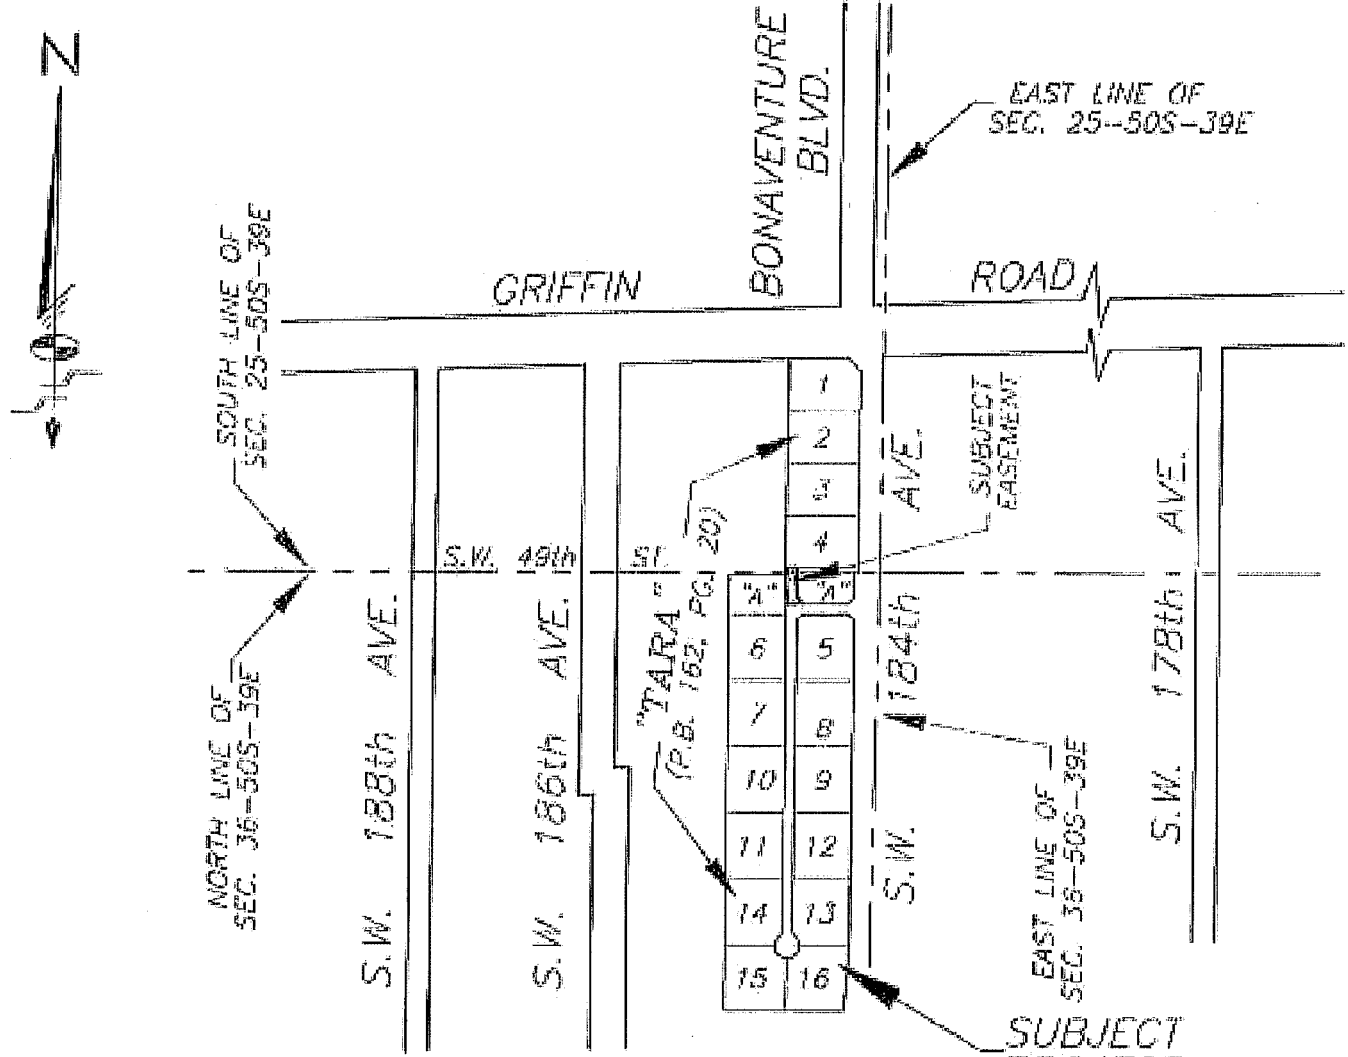 N
BONAVENTURE
BLVD.
EAST LINE OF
SEC. 25-50S-39E
SOUTH LINE OF
SEC. 25-50S-39E
GRIFFIN
ROAD
1
2
3
4
SUBJECT
EASEMENT
S.W. 49th ST.
"A"
"A"
"TARA"
(P.B. 162, PG. 20)
6
5
7
8
10
9
11
12
14
13
15
16
S.W. 188th AVE.
S.W. 186th AVE.
S.W. 184th AVE.
S.W. 178th AVE.
NORTH LINE OF
SEC. 36-50S-39E
EAST LINE OF
SEC. 36-50S-39E
SUBJECT